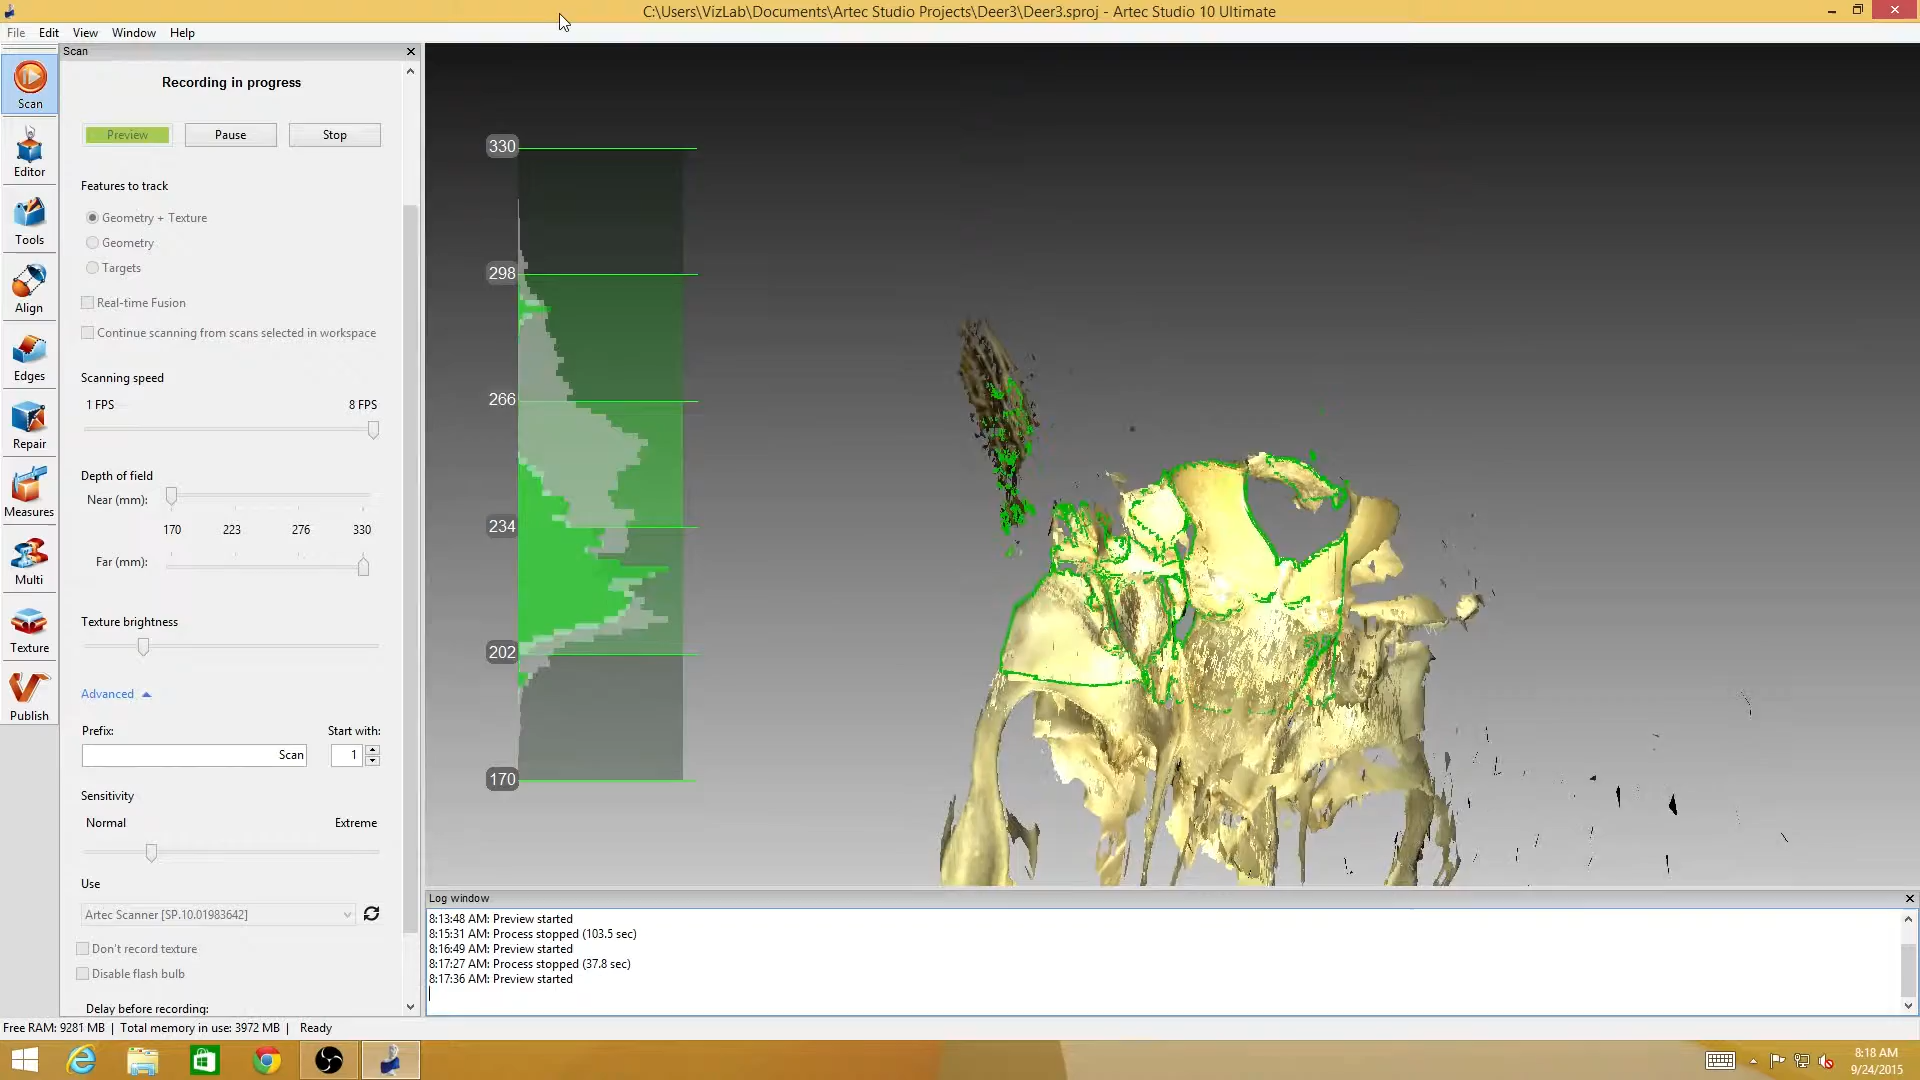 C:\Users\VizLab\Documents\Artec Studio Projects\Deer3\Deer3.sproj - Artec Studio 10 Ultimate
File Edit View Window Help
Scan
Editor
Tools
Align
Edges
Repair
Measures
Multi
Texture
Publish
Scan
Recording in progress
Preview Pause Stop
Features to track
Geometry + Texture
Geometry
Targets
Real-time Fusion
Continue scanning from scans selected in workspace
Scanning speed
1 FPS 8 FPS
Depth of field
Near (mm):
170 223 276 330
Far (mm):
Texture brightness
Advanced
Prefix: Start with:
Scan 1
Sensitivity
Normal Extreme
Use
Artec Scanner [SP.10.01983642]
Don't record texture
Disable flash bulb
Delay before recording:
330
298
266
234
202
170
Log window
8:13:48 AM: Preview started
8:15:31 AM: Process stopped (103.5 sec)
8:16:49 AM: Preview started
8:17:27 AM: Process stopped (37.8 sec)
8:17:36 AM: Preview started
Free RAM: 9281 MB | Total memory in use: 3972 MB | Ready
8:18 AM
9/24/2015